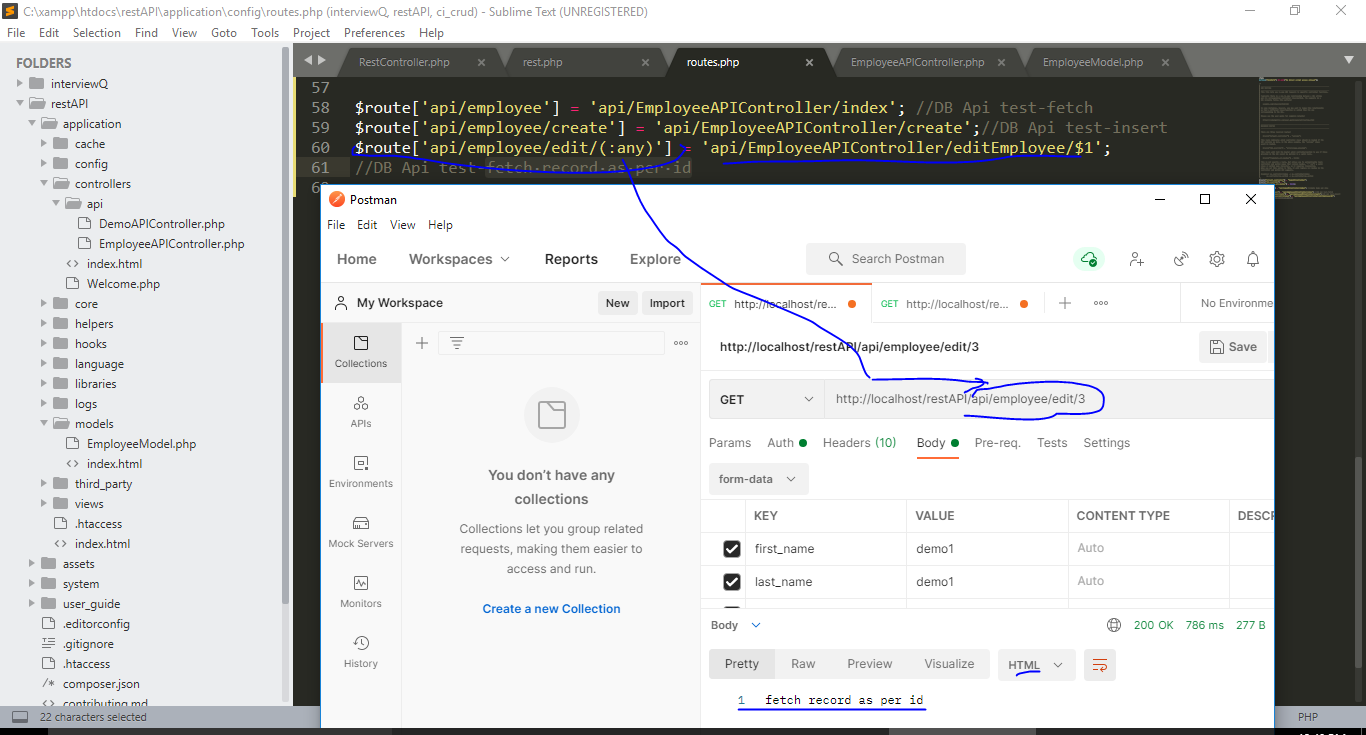 C:\xampp\htdocs\restAPI\application\config\routes.php (interviewQ, restAPI, ci_crud) - Sublime Text (UNREGISTERED)
File Edit Selection Find View Goto Tools Project Preferences Help
FOLDERS
interviewQ
restAPI
application
cache
config
controllers
api
DemoAPIController.php
EmployeeAPIController.php
index.html
Welcome.php
core
helpers
hooks
language
libraries
logs
models
EmployeeModel.php
index.html
third_party
views
.htaccess
index.html
assets
system
user_guide
.editorconfig
.gitignore
.htaccess
composer.json
contributing.md
22 characters selected
PHP
RestController.php rest.php routes.php EmployeeAPIController.php EmployeeModel.php
57
58 $route['api/employee'] = 'api/EmployeeAPIController/index'; //DB Api test-fetch
59 $route['api/employee/create'] = 'api/EmployeeAPIController/create';//DB Api test-insert
60 $route['api/employee/edit/(:any)'] = 'api/EmployeeAPIController/editEmployee/$1';
61 //DB Api test-fetch record as per id
Postman
File Edit View Help
Home Workspaces Reports Explore Search Postman
My Workspace New Import
GET http://localhost/re... GET http://localhost/re... No Environme
Collections
APIs
Environments
Mock Servers
Monitors
History
You don't have any
collections
Collections let you group related
requests, making them easier to
access and run.
Create a new Collection
http://localhost/restAPI/api/employee/edit/3 Save
GET http://localhost/restAPI/api/employee/edit/3
Params Auth Headers (10) Body Pre-req. Tests Settings
form-data
KEY VALUE CONTENT TYPE DESCR
first_name demo1 Auto
last_name demo1 Auto
Body 200 OK 786 ms 277 B
Pretty Raw Preview Visualize HTML
1 fetch record as per id